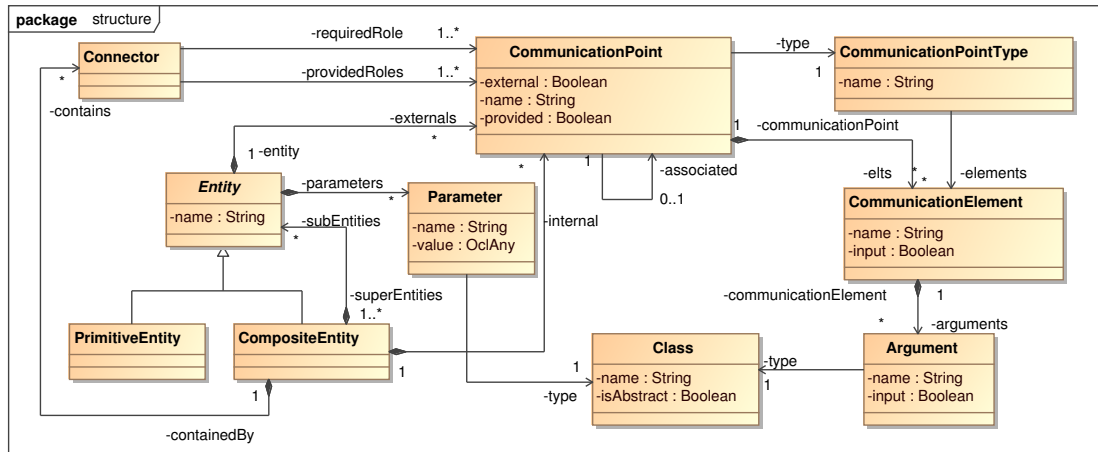 package structure
Connector
-requiredRole 1..*
-providedRoles 1..*
*
-contains
CommunicationPoint
-external : Boolean
-name : String
-provided : Boolean
-type
1
CommunicationPointType
-name : String
-externals
*
1 -entity
1 -communicationPoint
*
-elts
*
-elements
1
-associated
0..1
*
-internal
Entity
-name : String
-parameters
*
-subEntities
*
Parameter
-name : String
-value : OclAny
CommunicationElement
-name : String
-input : Boolean
-superEntities
1..*
PrimitiveEntity
CompositeEntity
1
1
-containedBy
-communicationElement 1
*
-arguments
Class
-name : String
-isAbstract : Boolean
1
-type
-type
1
Argument
-name : String
-input : Boolean